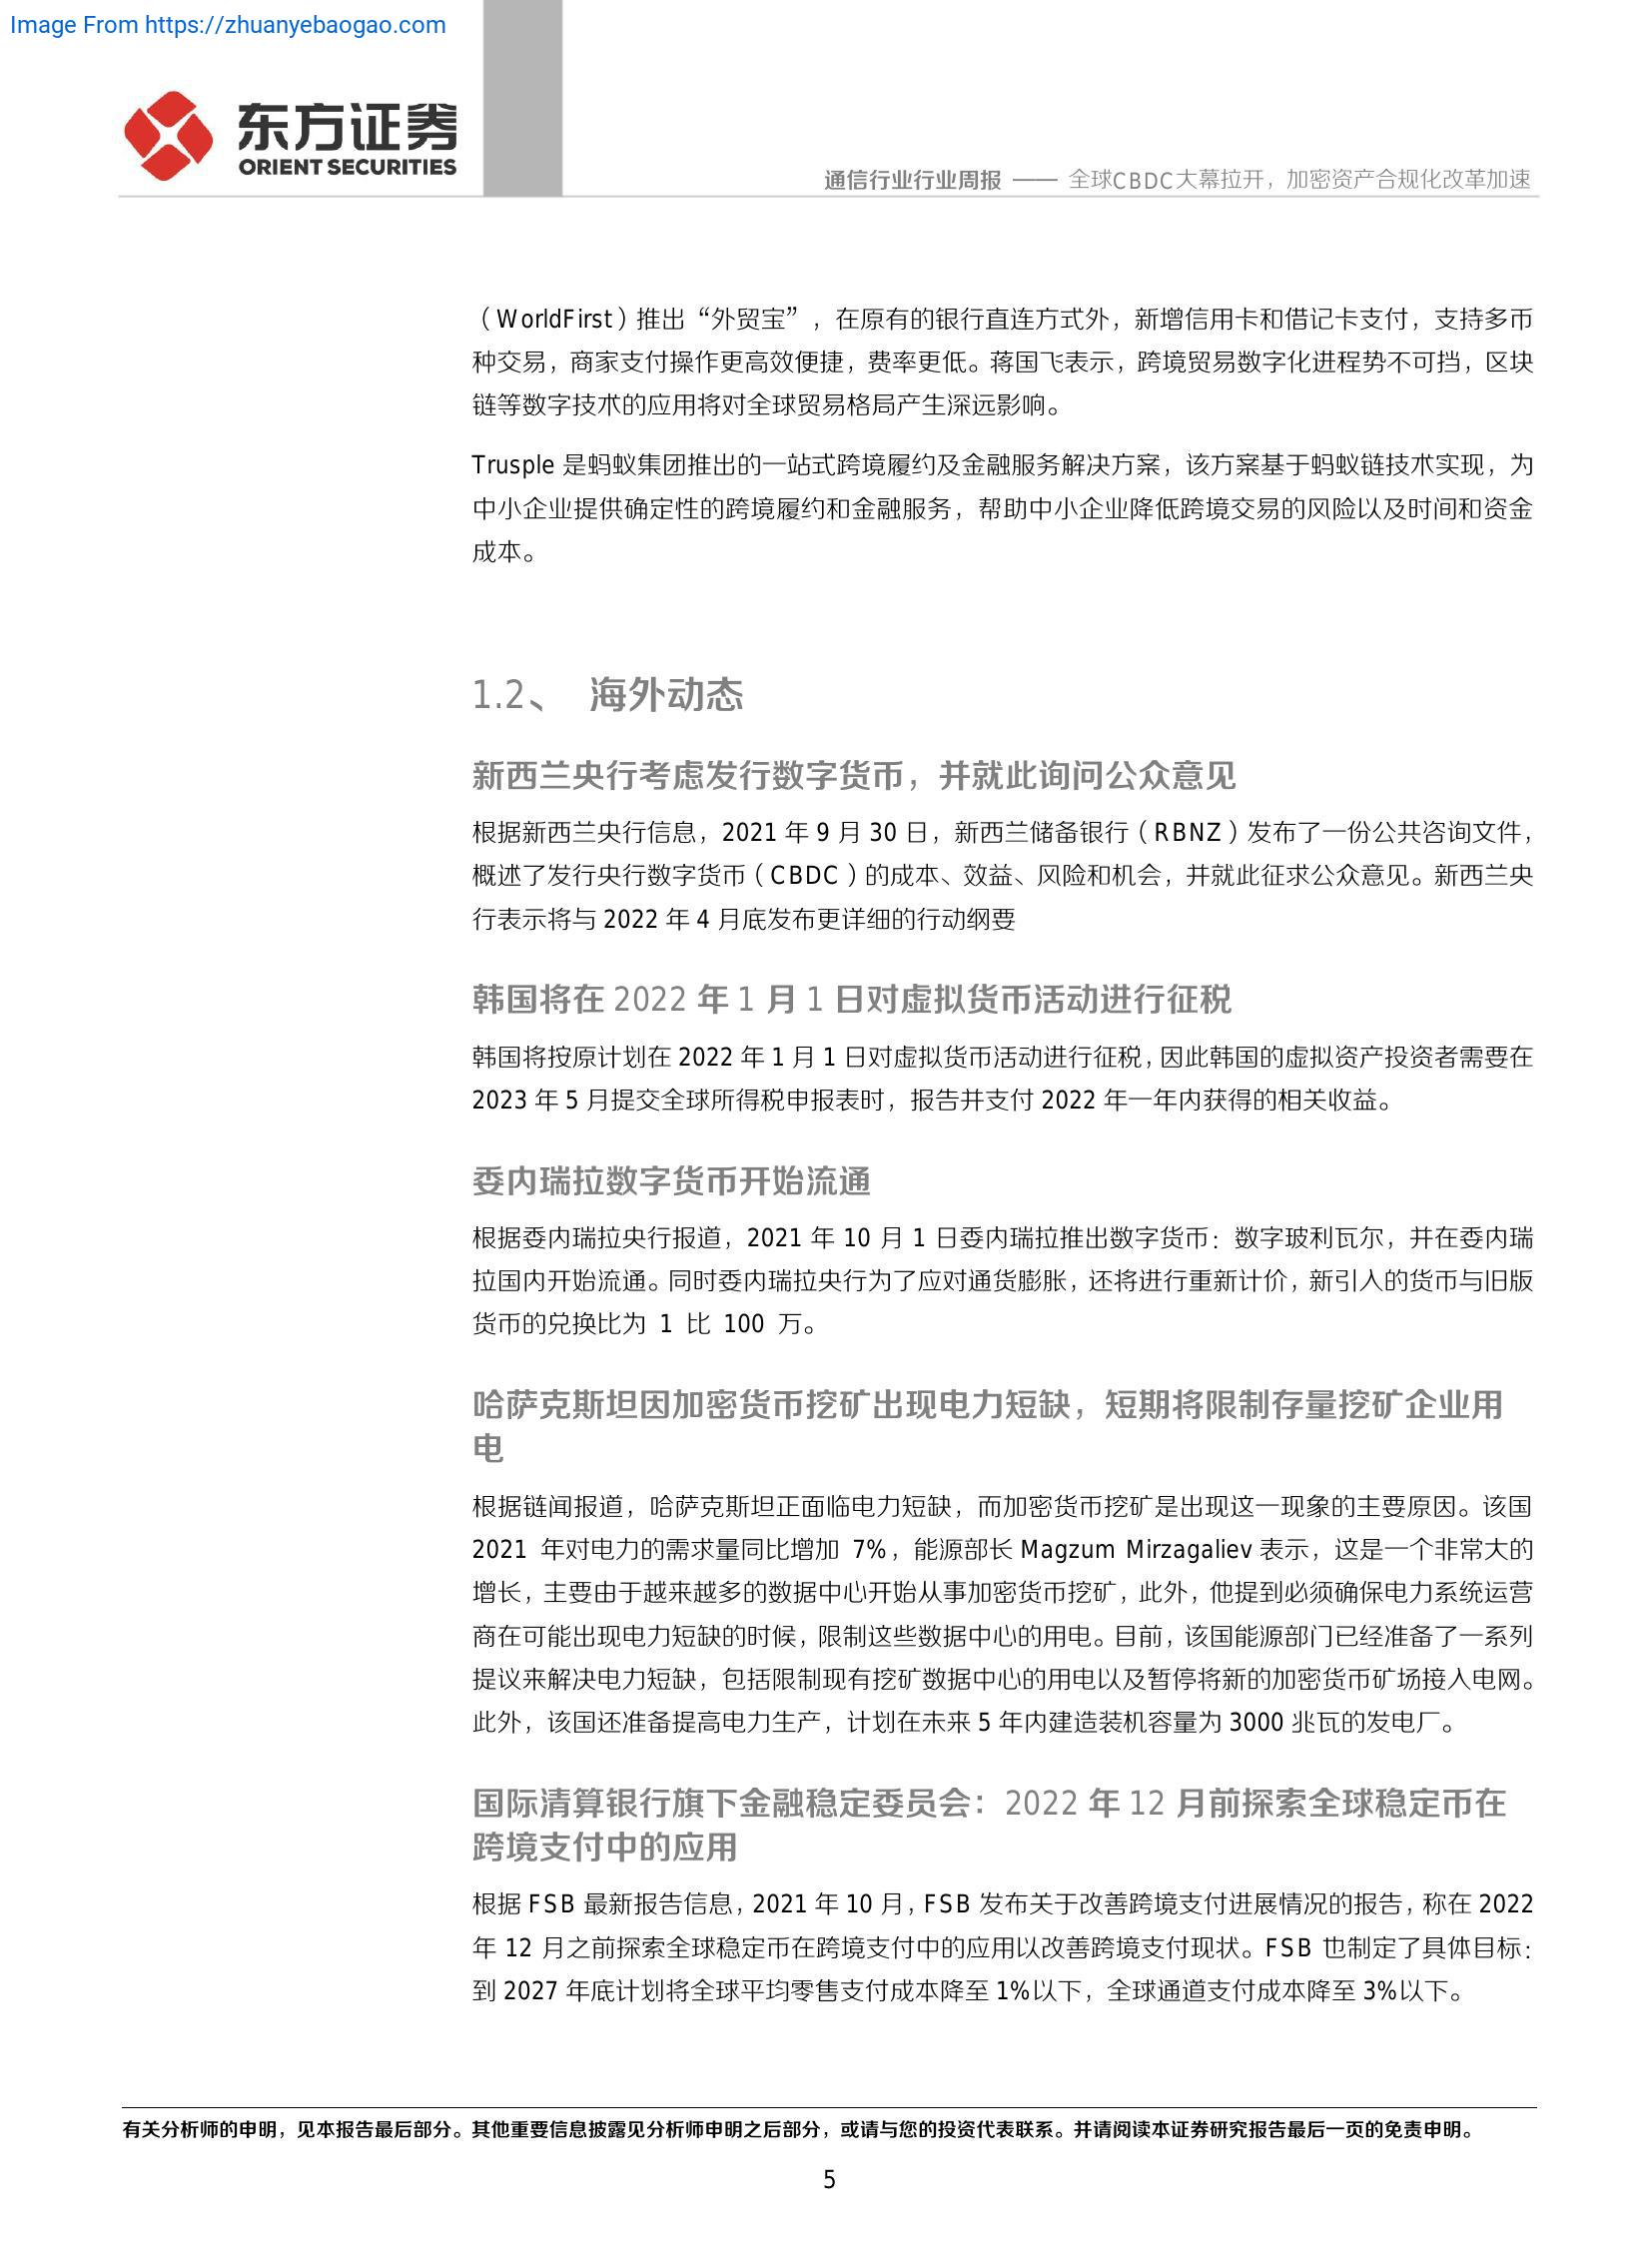 Image From https://zhuanyebaogao.com
东方证券
ORIENT SECURITIES
通信行业行业周报 —— 全球CBDC大幕拉开，加密资产合规化改革加速
（WorldFirst）推出“外贸宝”，在原有的银行直连方式外，新增信用卡和借记卡支付，支持多币
种交易，商家支付操作更高效便捷，费率更低。蒋国飞表示，跨境贸易数字化进程势不可挡，区块
链等数字技术的应用将对全球贸易格局产生深远影响。
Trusple 是蚂蚁集团推出的一站式跨境履约及金融服务解决方案，该方案基于蚂蚁链技术实现，为
中小企业提供确定性的跨境履约和金融服务，帮助中小企业降低跨境交易的风险以及时间和资金
成本。
1.2、 海外动态
新西兰央行考虑发行数字货币，并就此询问公众意见
根据新西兰央行信息，2021 年 9 月 30 日，新西兰储备银行（RBNZ）发布了一份公共咨询文件，
概述了发行央行数字货币（CBDC）的成本、效益、风险和机会，并就此征求公众意见。新西兰央
行表示将与 2022 年 4 月底发布更详细的行动纲要
韩国将在 2022 年 1 月 1 日对虚拟货币活动进行征税
韩国将按原计划在 2022 年 1 月 1 日对虚拟货币活动进行征税，因此韩国的虚拟资产投资者需要在
2023 年 5 月提交全球所得税申报表时，报告并支付 2022 年一年内获得的相关收益。
委内瑞拉数字货币开始流通
根据委内瑞拉央行报道，2021 年 10 月 1 日委内瑞拉推出数字货币：数字玻利瓦尔，并在委内瑞
拉国内开始流通。同时委内瑞拉央行为了应对通货膨胀，还将进行重新计价，新引入的货币与旧版
货币的兑换比为 1 比 100 万。
哈萨克斯坦因加密货币挖矿出现电力短缺，短期将限制存量挖矿企业用
电
根据链闻报道，哈萨克斯坦正面临电力短缺，而加密货币挖矿是出现这一现象的主要原因。该国
2021 年对电力的需求量同比增加 7%，能源部长 Magzum Mirzagaliev 表示，这是一个非常大的
增长，主要由于越来越多的数据中心开始从事加密货币挖矿，此外，他提到必须确保电力系统运营
商在可能出现电力短缺的时候，限制这些数据中心的用电。目前，该国能源部门已经准备了一系列
提议来解决电力短缺，包括限制现有挖矿数据中心的用电以及暂停将新的加密货币矿场接入电网。
此外，该国还准备提高电力生产，计划在未来 5 年内建造装机容量为 3000 兆瓦的发电厂。
国际清算银行旗下金融稳定委员会：2022 年 12 月前探索全球稳定币在
跨境支付中的应用
根据 FSB 最新报告信息，2021 年 10 月，FSB 发布关于改善跨境支付进展情况的报告，称在 2022
年 12 月之前探索全球稳定币在跨境支付中的应用以改善跨境支付现状。FSB 也制定了具体目标：
到 2027 年底计划将全球平均零售支付成本降至 1%以下，全球通道支付成本降至 3%以下。
有关分析师的申明，见本报告最后部分。其他重要信息披露见分析师申明之后部分，或请与您的投资代表联系。并请阅读本证券研究报告最后一页的免责申明。
5